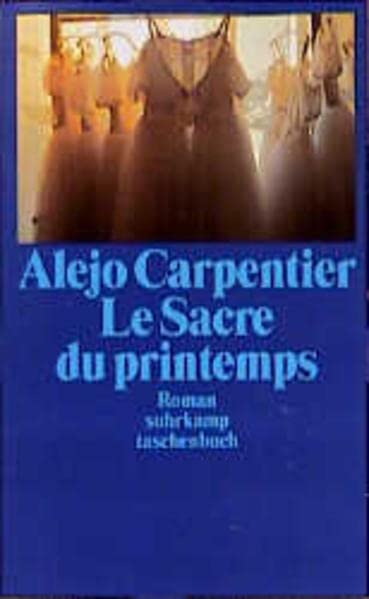 Alejo Carpentier
Le Sacre
du printemps
Roman
suhrkamp
taschenbuch